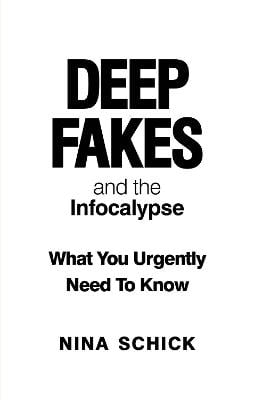 DEEP
FAKES
and the
Infocalypse
What You Urgently
Need To Know
NINA SCHICK